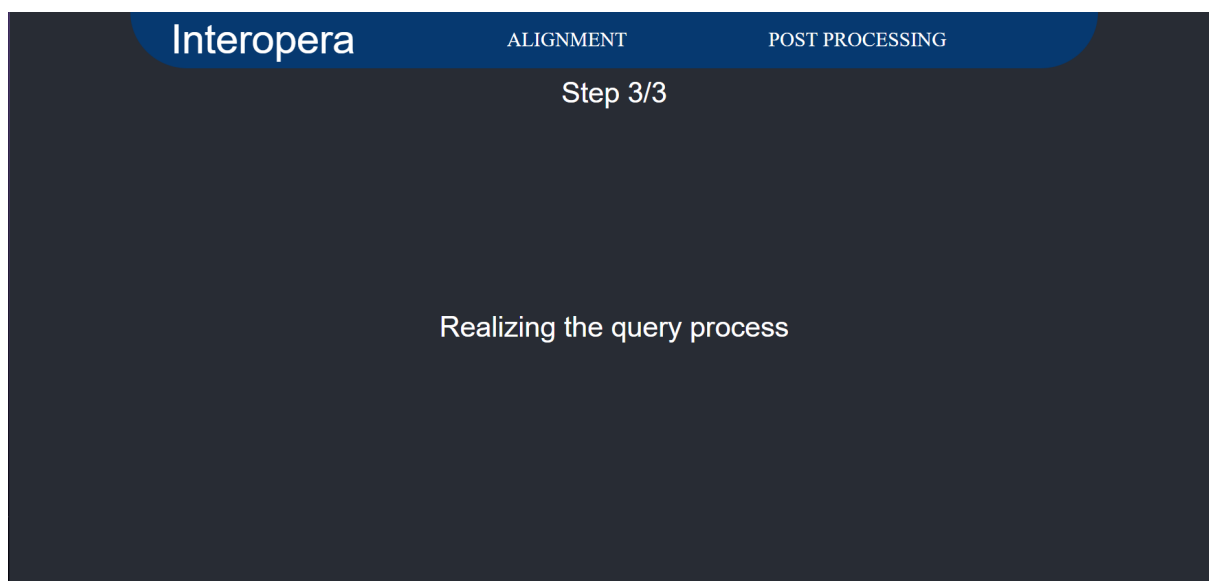 Interopera ALIGNMENT POST PROCESSING
Step 3/3
Realizing the query process